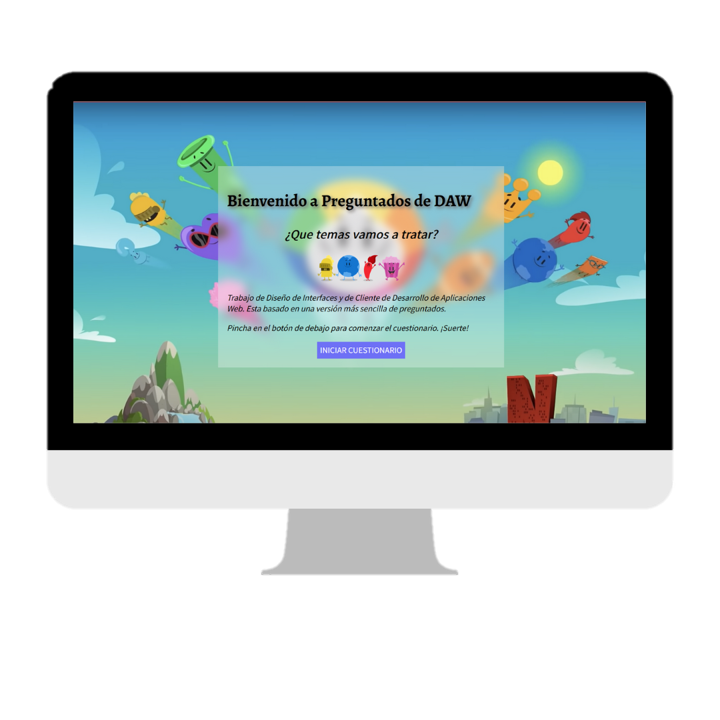 Bienvenido a Preguntados de DAW
¿Que temas vamos a tratar?
Trabajo de Diseño de Interfaces y de Cliente de Desarrollo de Aplicaciones
Web. Esta basado en una versión más sencilla de preguntados.
Pincha en el botón de debajo para comenzar el cuestionario. ¡Suerte!
INICIAR CUESTIONARIO
N